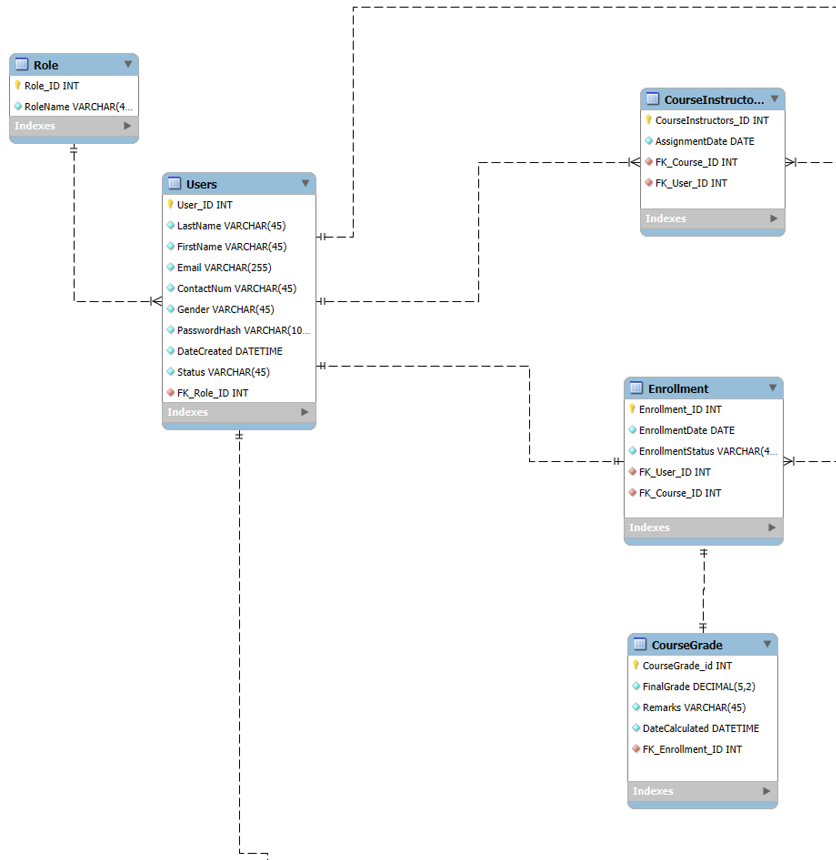 Role
Role_ID INT
RoleName VARCHAR(4...
Indexes
Users
User_ID INT
LastName VARCHAR(45)
FirstName VARCHAR(45)
Email VARCHAR(255)
ContactNum VARCHAR(45)
Gender VARCHAR(45)
PasswordHash VARCHAR(10...
DateCreated DATETIME
Status VARCHAR(45)
FK_Role_ID INT
Indexes
CourseInstructo...
CourseInstructors_ID INT
AssignmentDate DATE
FK_Course_ID INT
FK_User_ID INT
Indexes
Enrollment
Enrollment_ID INT
EnrollmentDate DATE
EnrollmentStatus VARCHAR(4...
FK_User_ID INT
FK_Course_ID INT
Indexes
CourseGrade
CourseGrade_id INT
FinalGrade DECIMAL(5,2)
Remarks VARCHAR(45)
DateCalculated DATETIME
FK_Enrollment_ID INT
Indexes